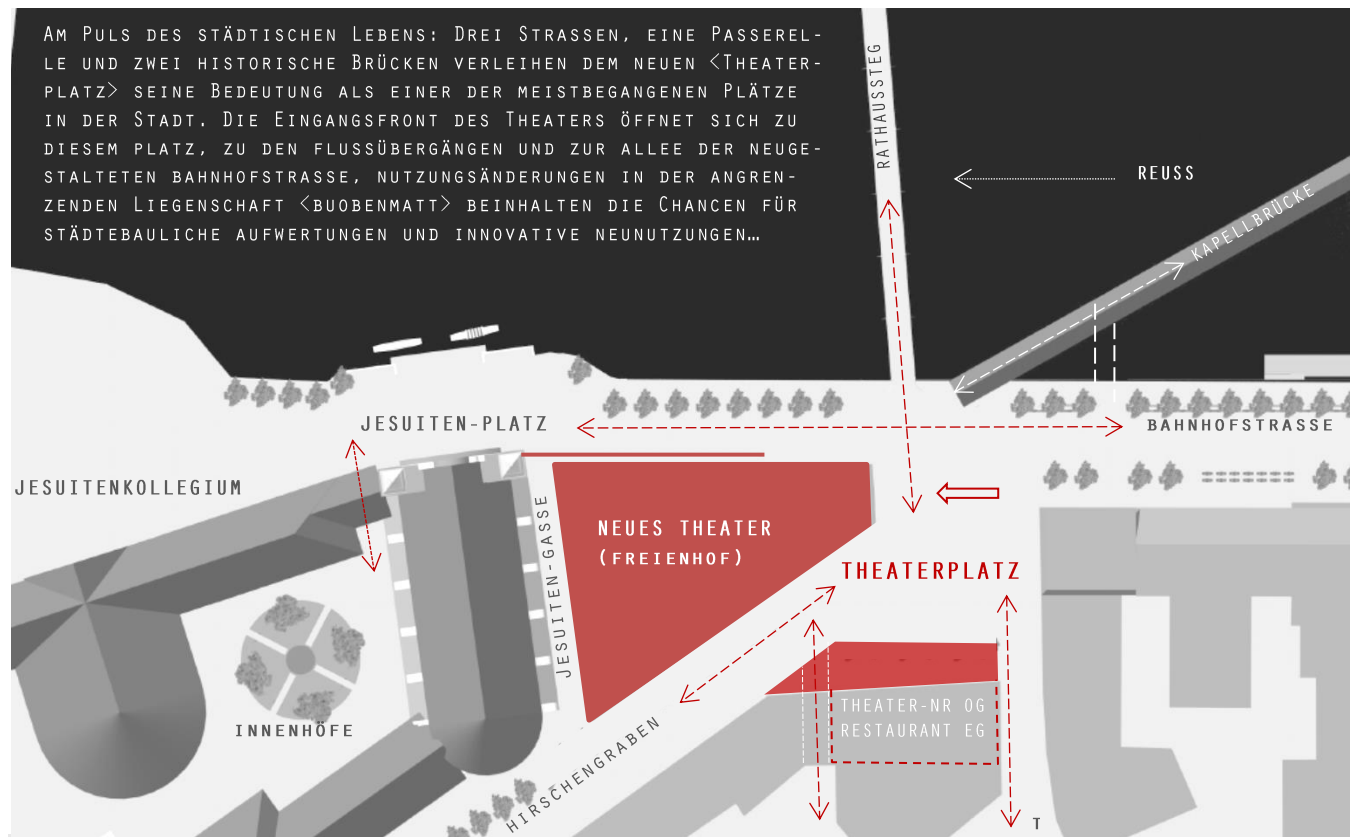 AM PULS DES STÄDTISCHEN LEBENS: DREI STRASSEN, EINE PASSEREL-
LE UND ZWEI HISTORISCHE BRÜCKEN VERLEIHEN DEM NEUEN <THEATER-
PLATZ> SEINE BEDEUTUNG ALS EINER DER MEISTBEGANGENEN PLÄTZE
IN DER STADT. DIE EINGANGSFRONT DES THEATERS ÖFFNET SICH ZU
DIESEM PLATZ, ZU DEN FLUSSÜBERGÄNGEN UND ZUR ALLEE DER NEUGE-
STALTETEN BAHNHOFSTRASSE, NUTZUNGSÄNDERUNGEN IN DER ANGREN-
ZENDEN LIEGENSCHAFT <BUOBENMATT> BEINHALTEN DIE CHANCEN FÜR
STÄDTEBAULICHE AUFWERTUNGEN UND INNOVATIVE NEUNUTZUNGEN…
RATHAUSSTEG
REUSS
KAPELLBRÜCKE
JESUITEN-PLATZ
BAHNHOFSTRASSE
JESUITENKOLLEGIUM
JESUITEN-GASSE
NEUES THEATER
(FREIENHOF)
THEATERPLATZ
INNENHÖFE
HIRSCHENGRABEN
THEATER-NR OG
RESTAURANT EG
T